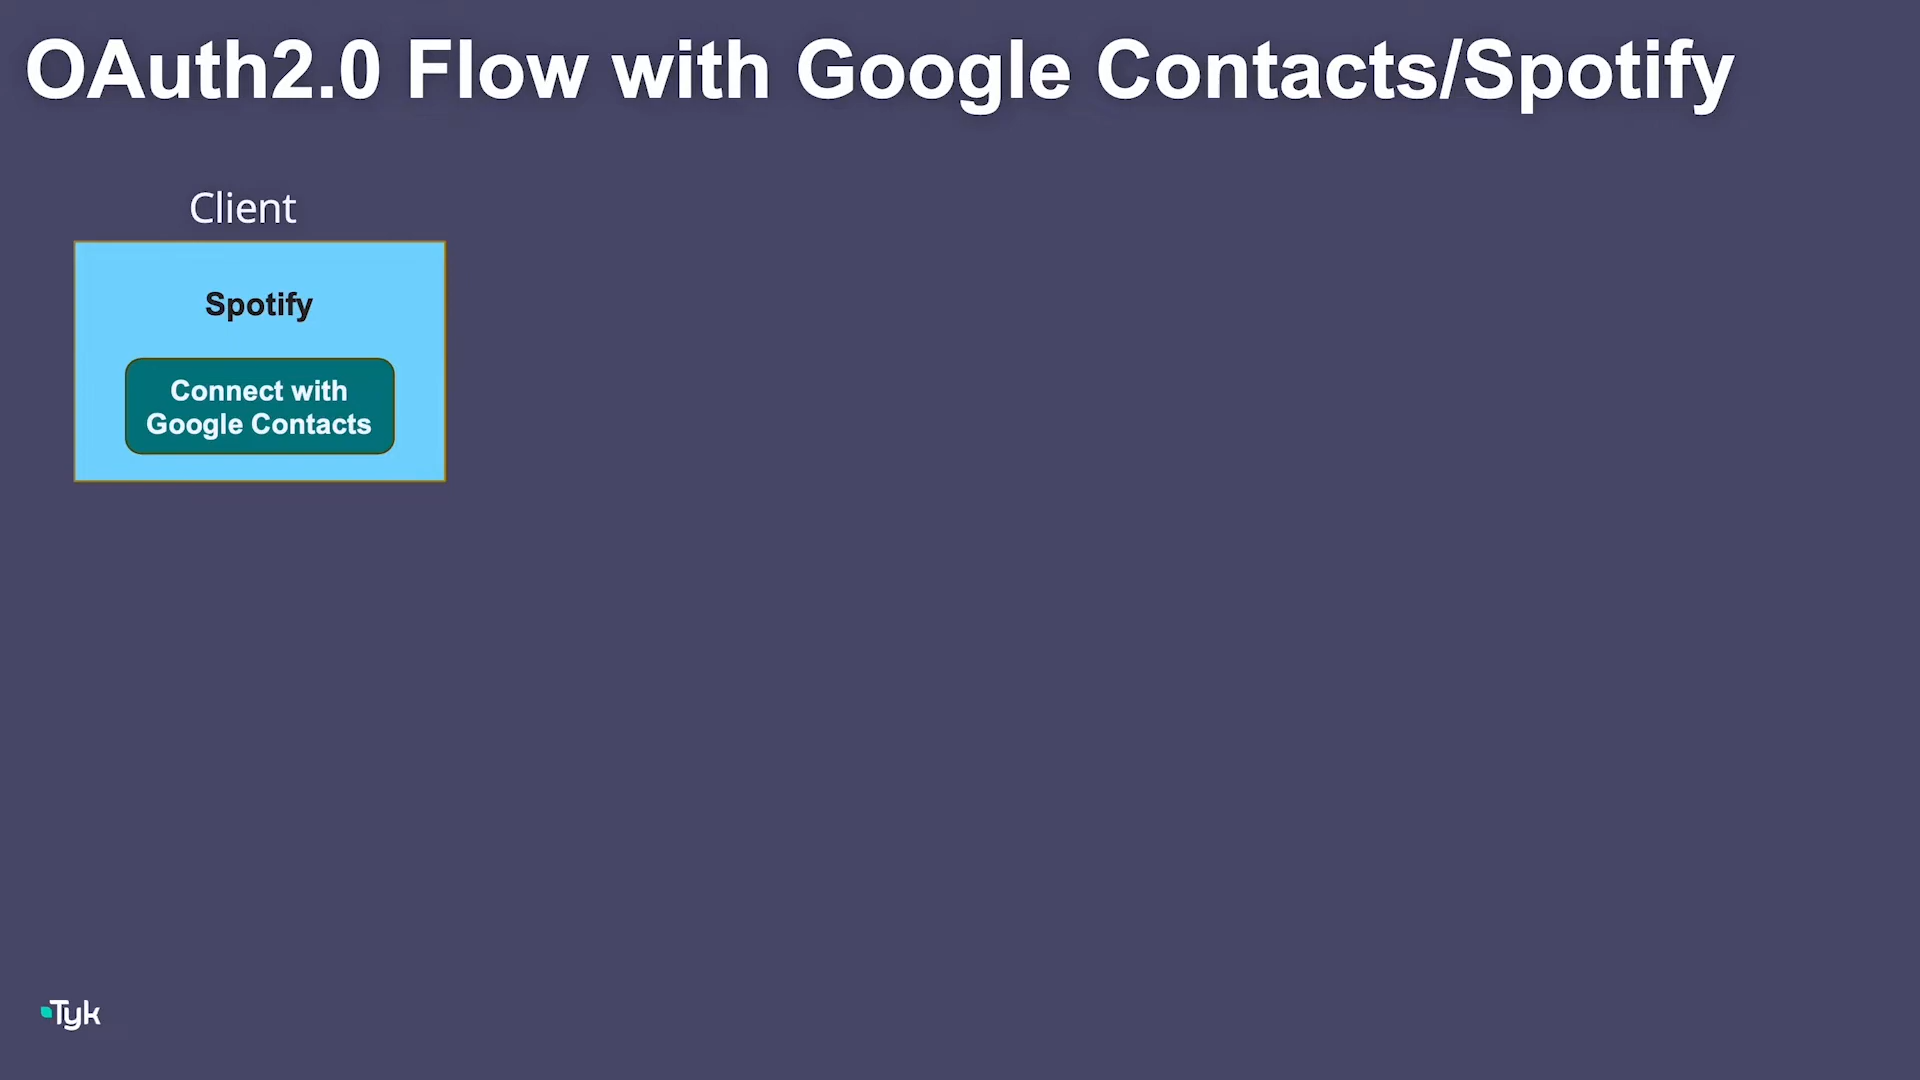 OAuth2.0 Flow with Google Contacts/Spotify
Client
Spotify
Connect with
Google Contacts
Tyk